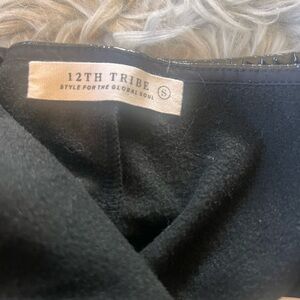 12TH TRIBE
STYLE FOR THE GLOBAL SOUL
S